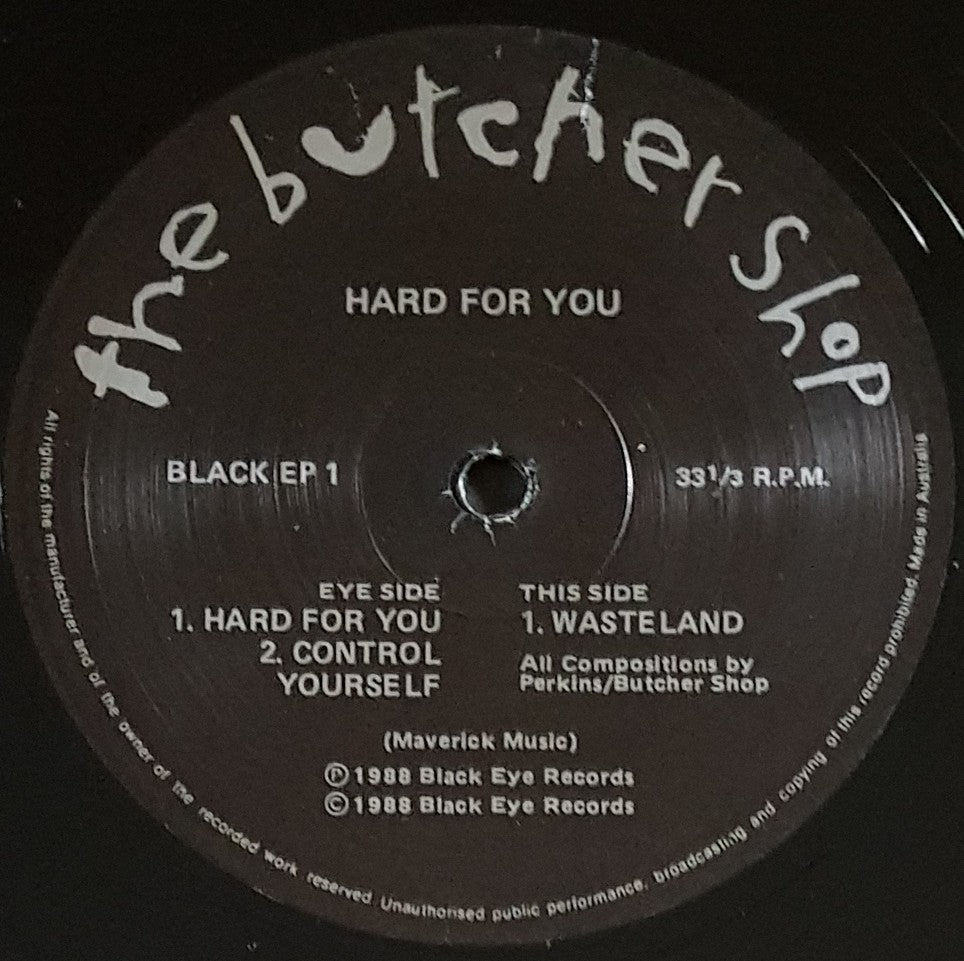 the butcher shop
HARD FOR YOU
BLACK EP 1
33 1/3 R.P.M.
EYE SIDE
1. HARD FOR YOU
2. CONTROL
YOURSELF
THIS SIDE
1. WASTELAND
All Compositions by
Perkins/Butcher Shop
(Maverick Music)
℗1988 Black Eye Records
©1988 Black Eye Records
All rights of the manufacturer and of the owner of the recorded work reserved. Unauthorised public performance, broadcasting and copying of this record prohibited. Made in Australia